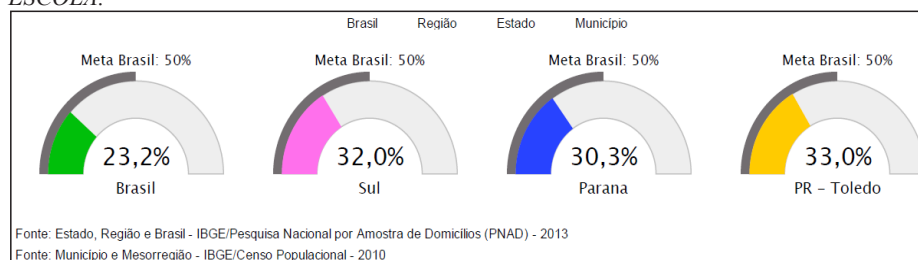 ESCOLA.
Brasil Região Estado Município
Meta Brasil: 50% Meta Brasil: 50% Meta Brasil: 50% Meta Brasil: 50%
23,2% 32,0% 30,3% 33,0%
Brasil Sul Parana PR – Toledo
Fonte: Estado, Região e Brasil - IBGE/Pesquisa Nacional por Amostra de Domicílios (PNAD) - 2013
Fonte: Município e Mesorregião - IBGE/Censo Populacional - 2010